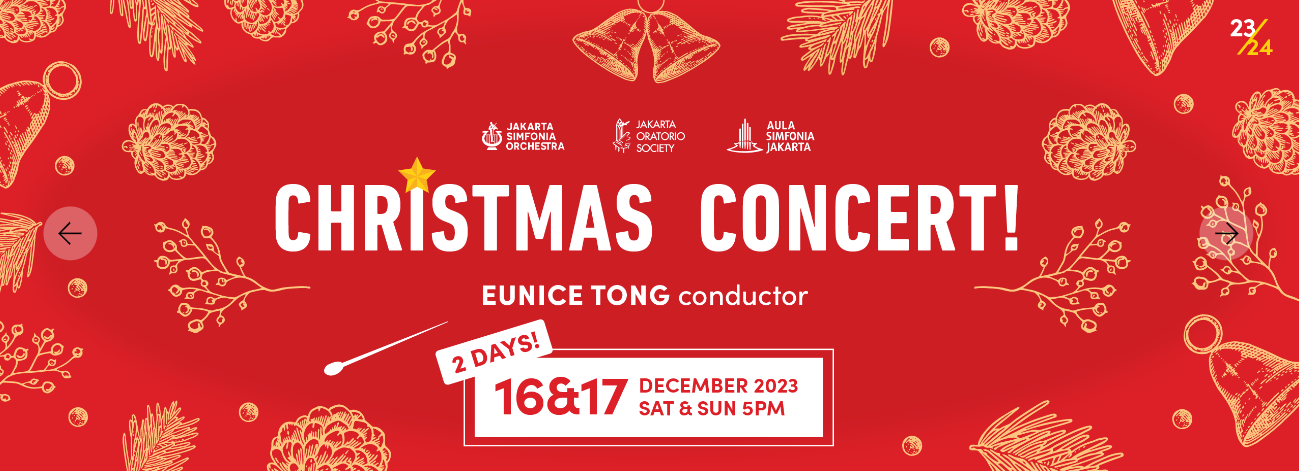 23/24
JAKARTA
SIMFONIA
ORCHESTRA
JAKARTA
ORATORIO
SOCIETY
AULA
SIMFONIA
JAKARTA
CHRISTMAS CONCERT!
EUNICE TONG conductor
2 DAYS!
16&17
DECEMBER 2023
SAT & SUN 5PM